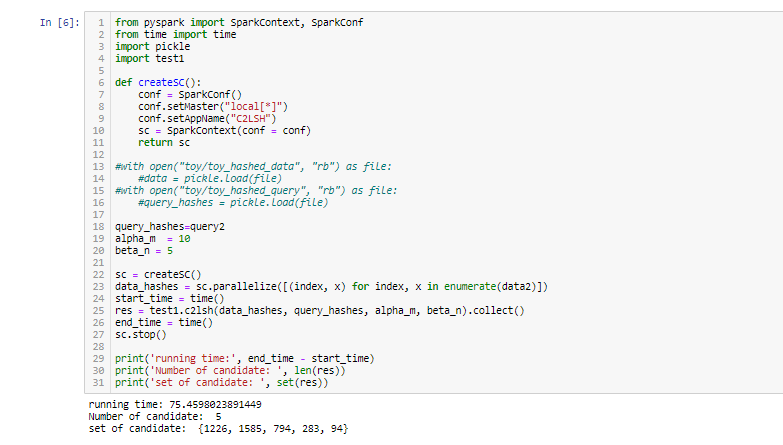 In [6]:
1 from pyspark import SparkContext, SparkConf
2 from time import time
3 import pickle
4 import test1
5
6 def createSC():
7     conf = SparkConf()
8     conf.setMaster("local[*]")
9     conf.setAppName("C2LSH")
10     sc = SparkContext(conf = conf)
11     return sc
12
13 #with open("toy/toy_hashed_data", "rb") as file:
14     #data = pickle.load(file)
15 #with open("toy/toy_hashed_query", "rb") as file:
16     #query_hashes = pickle.load(file)
17
18 query_hashes=query2
19 alpha_m  = 10
20 beta_n = 5
21
22 sc = createSC()
23 data_hashes = sc.parallelize([(index, x) for index, x in enumerate(data2)])
24 start_time = time()
25 res = test1.c2lsh(data_hashes, query_hashes, alpha_m, beta_n).collect()
26 end_time = time()
27 sc.stop()
28
29 print('running time:', end_time - start_time)
30 print('Number of candidate: ', len(res))
31 print('set of candidate: ', set(res))
running time: 75.4598023891449
Number of candidate:  5
set of candidate:  {1226, 1585, 794, 283, 94}